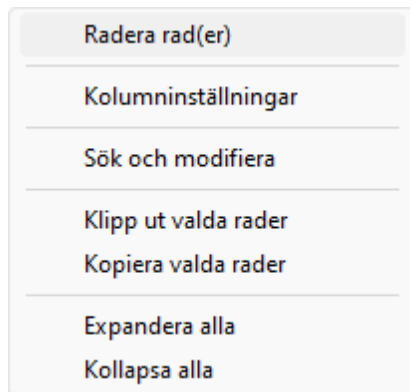 Radera rad(er)
Kolumninställningar
Sök och modifiera
Klipp ut valda rader
Kopiera valda rader
Expandera alla
Kollapsa alla